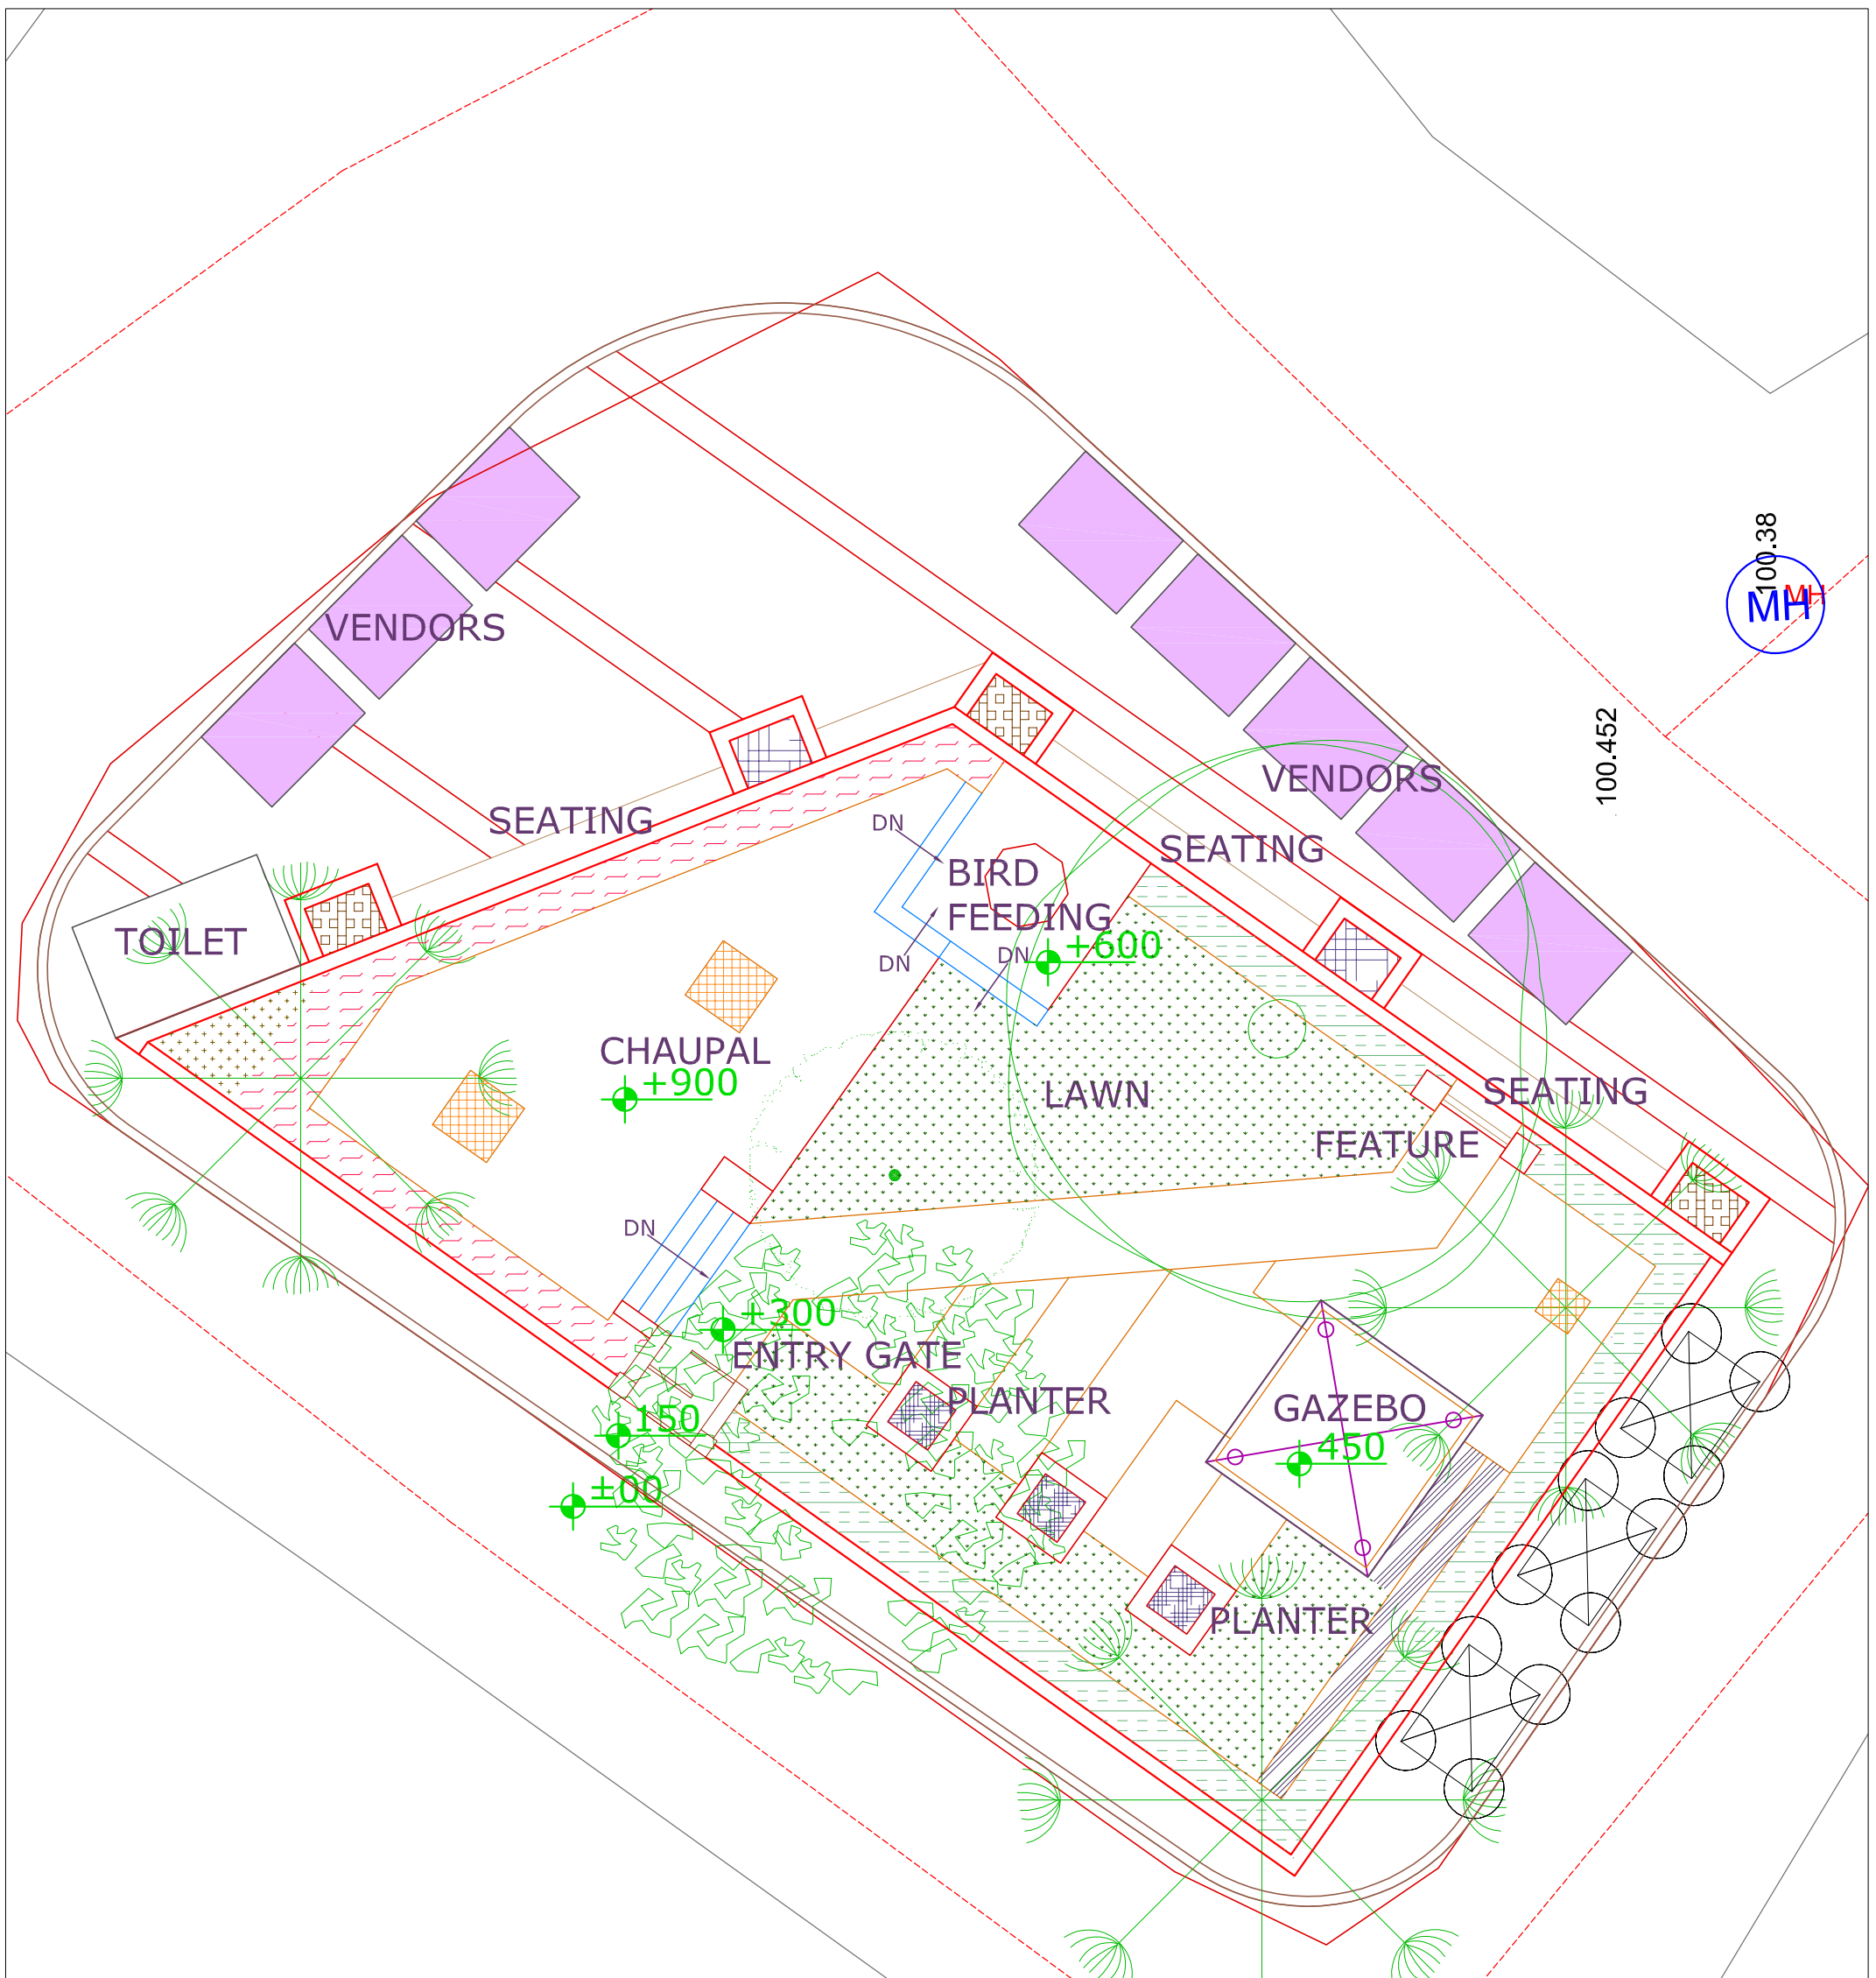 100.38
MH
MH
VENDORS
100.452
VENDORS
SEATING
DN
SEATING
BIRD
FEEDING
TOILET
DN
DN
+600
CHAUPAL
+900
LAWN
SEATING
FEATURE
DN
+300
ENTRY GATE
PLANTER
GAZEBO
150
450
±00
PLANTER